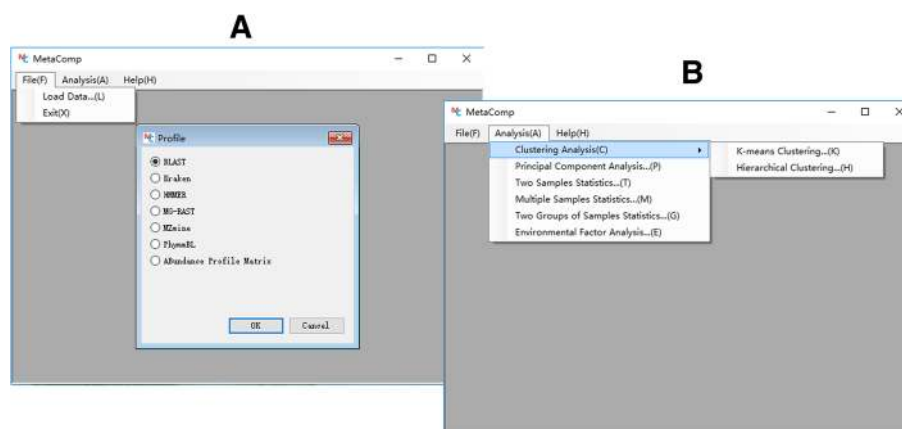 A
MetaComp
File(F) Analysis(A) Help(H)
Load Data...(L)
Exit(X)
Profile
BLAST
Kraken
HMMER
MG-RAST
MZmine
PhymmBL
ABundance Profile Matrix
OK Cancel
B
MetaComp
File(F) Analysis(A) Help(H)
Clustering Analysis(C)
Principal Component Analysis...(P)
Two Samples Statistics...(T)
Multiple Samples Statistics...(M)
Two Groups of Samples Statistics...(G)
Environmental Factor Analysis...(E)
K-means Clustering...(K)
Hierarchical Clustering...(H)